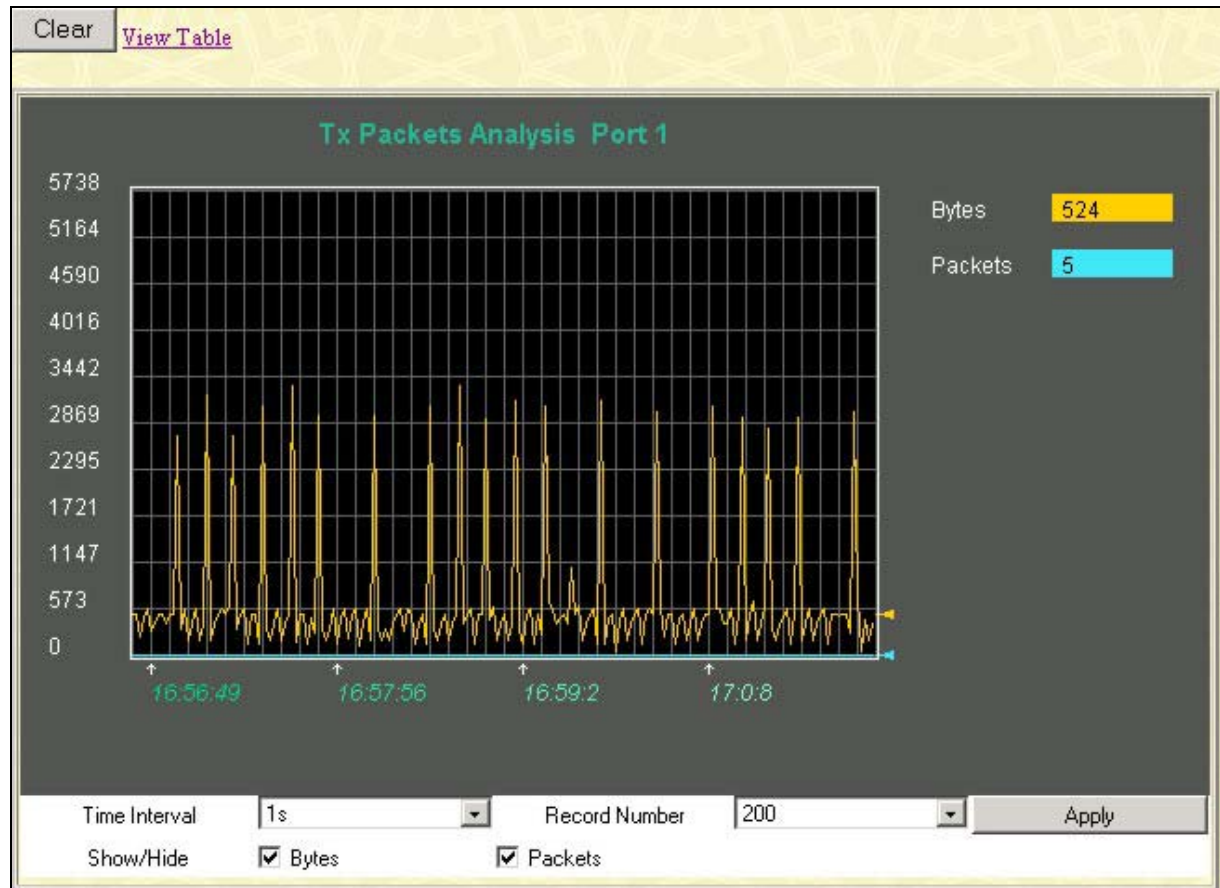 Clear View Table
Tx Packets Analysis Port 1
5738
5164
4590
4016
3442
2869
2295
1721
1147
573
0
Bytes 524
Packets 5
16:56:49 16:57:56 16:59:2 17:0:8
Time Interval 1s Record Number 200 Apply
Show/Hide Bytes Packets